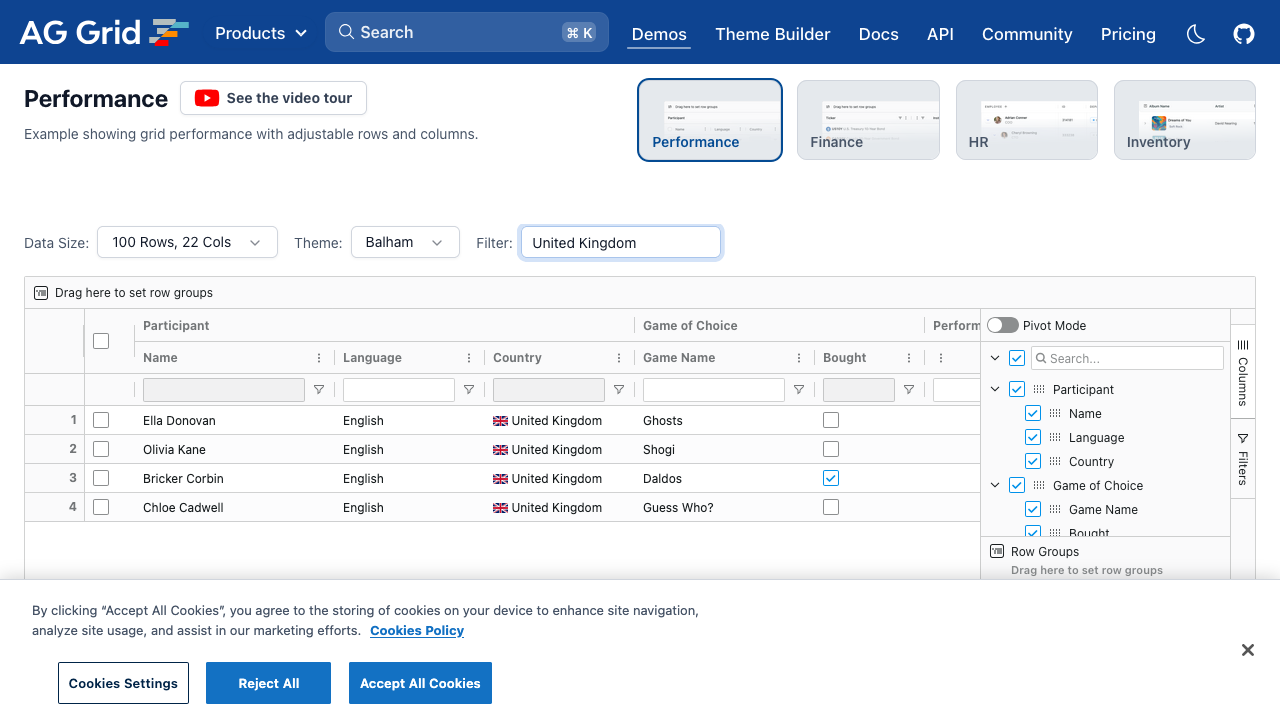 AG Grid
Products
Search
⌘ K
Demos
Theme Builder
Docs
API
Community
Pricing
Performance
See the video tour
Example showing grid performance with adjustable rows and columns.
Performance
Finance
HR
Inventory
Data Size:
100 Rows, 22 Cols
Theme:
Balham
Filter:
United Kingdom
Drag here to set row groups
Participant
Game of Choice
Perform
Name
Language
Country
Game Name
Bought
1 Ella Donovan English United Kingdom Ghosts
2 Olivia Kane English United Kingdom Shogi
3 Bricker Corbin English United Kingdom Daldos
4 Chloe Cadwell English United Kingdom Guess Who?
Pivot Mode
Search...
Participant
Name
Language
Country
Game of Choice
Game Name
Bought
Row Groups
Drag here to set row groups
Columns
Filters
By clicking “Accept All Cookies”, you agree to the storing of cookies on your device to enhance site navigation,
analyze site usage, and assist in our marketing efforts. Cookies Policy
Cookies Settings
Reject All
Accept All Cookies